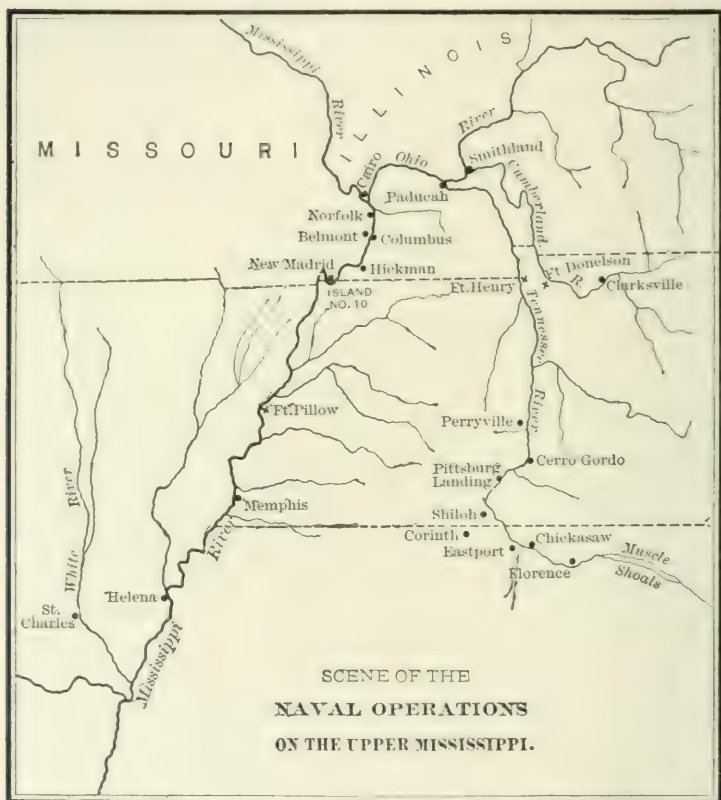 Mississippi
River
ILLINOIS
MISSOURI
Cairo
Ohio
River
Smithland
Paducah
Cumberland
R.
Norfolk
Belmont
Columbus
New Madrid
Hickman
ISLAND
NO. 10
Ft. Henry
Ft Donelson
Clarksville
Tennessee
River
Ft. Pillow
Perryville
Cerro Gordo
Pittsburg
Landing
Memphis
Shiloh
Corinth
Chickasaw
Eastport
Florence
Muscle
Shoals
White River
Helena
St.
Charles
Mississippi River
SCENE OF THE
NAVAL OPERATIONS
ON THE UPPER MISSISSIPPI.